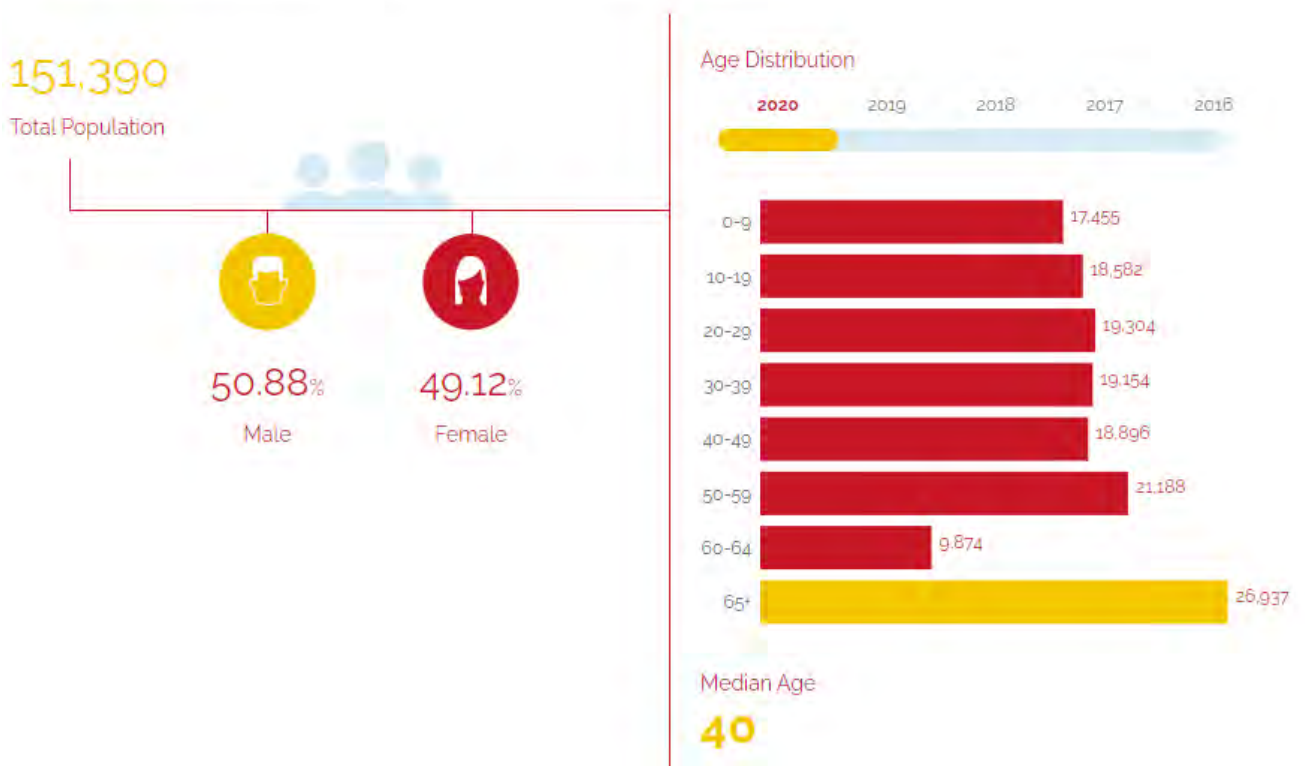 151,390
Total Population
50.88%
Male
49.12%
Female
Age Distribution
2020 2019 2018 2017 2016
0-9 17,455
10-19 18,582
20-29 19,304
30-39 19,154
40-49 18,896
50-59 21,188
60-64 9,874
65+ 26,937
Median Age
40